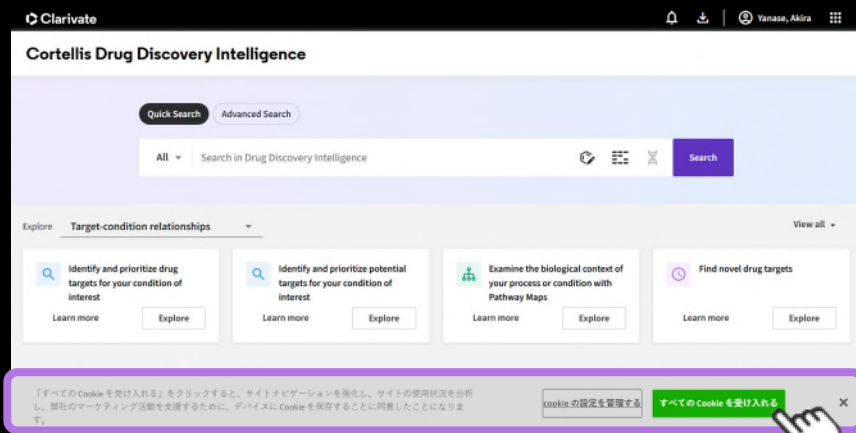 Clarivate
Yanase, Akira
Cortellis Drug Discovery Intelligence
Quick Search
Advanced Search
All
Search in Drug Discovery Intelligence
Search
Explore
Target-condition relationships
View all
Identify and prioritize drug
targets for your condition of
interest
Learn more
Explore
Identify and prioritize potential
targets for your condition of
interest
Learn more
Explore
Examine the biological context of
your process or condition with
Pathway Maps
Learn more
Explore
Find novel drug targets
Learn more
Explore
「すべての Cookie を受け入れる」をクリックすると、サイトナビゲーションを強化し、サイトの使用状況を分析
し、弊社のマーケティング活動を支援するために、デバイスに Cookie を保存することに同意したことになりま
す。
cookie の設定を管理する
すべての Cookie を受け入れる